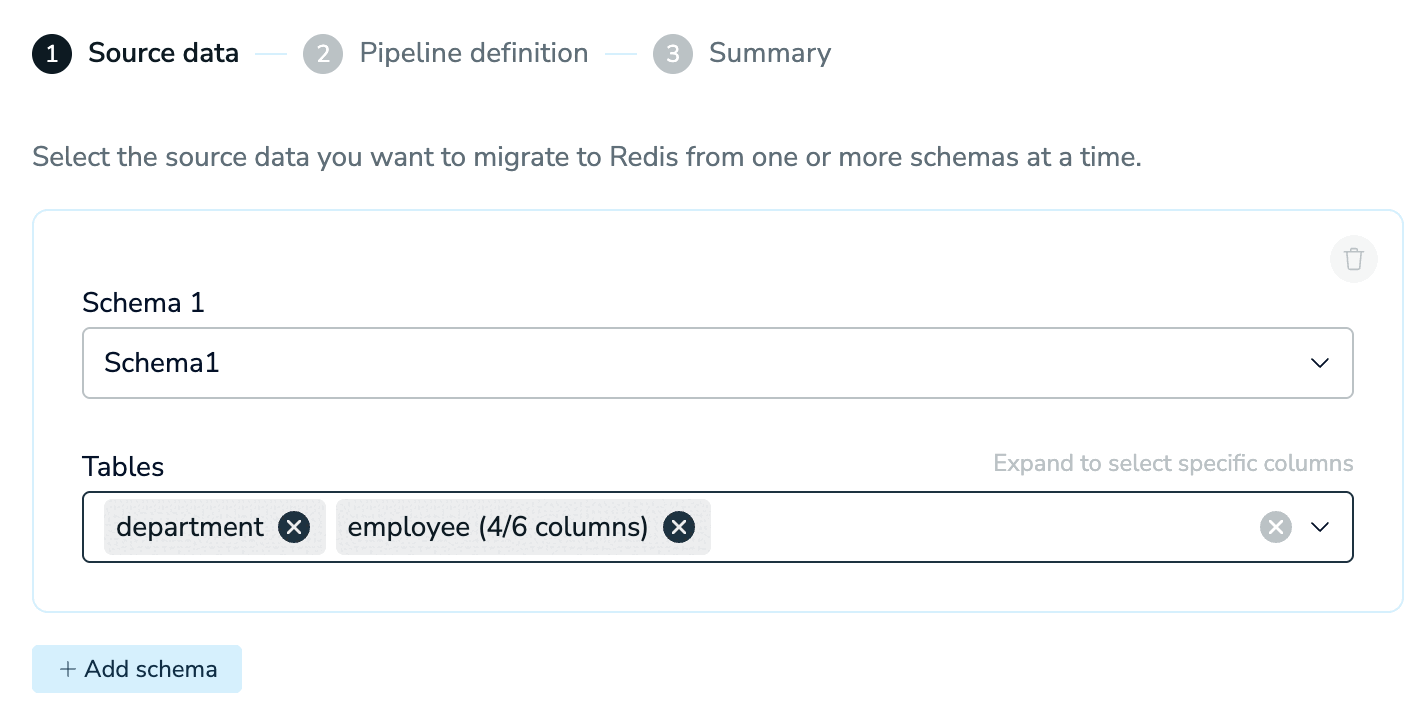 1 Source data 2 Pipeline definition 3 Summary
Select the source data you want to migrate to Redis from one or more schemas at a time.
Schema 1
Schema1
Tables Expand to select specific columns
department employee (4/6 columns)
+ Add schema